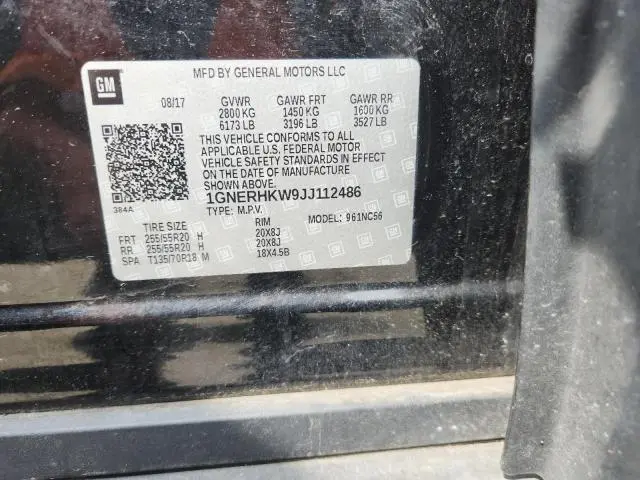 GM
MFD BY GENERAL MOTORS LLC
08/17 GVWR GAWR FRT GAWR RR
2800 KG 1450 KG 1600 KG
6173 LB 3196 LB 3527 LB
THIS VEHICLE CONFORMS TO ALL
APPLICABLE U.S. FEDERAL MOTOR
VEHICLE SAFETY STANDARDS IN EFFECT
ON THE DATE OF MANUFACTURE
SHOWN ABOVE.
384A
1GNERHKW9JJ112486
TYPE: M.P.V. MODEL: 961NC56
TIRE SIZE RIM
FRT 255/55R20 H 20X8J
RR 255/55R20 H 20X8J
SPA T135/70R18 M 18X4.5B